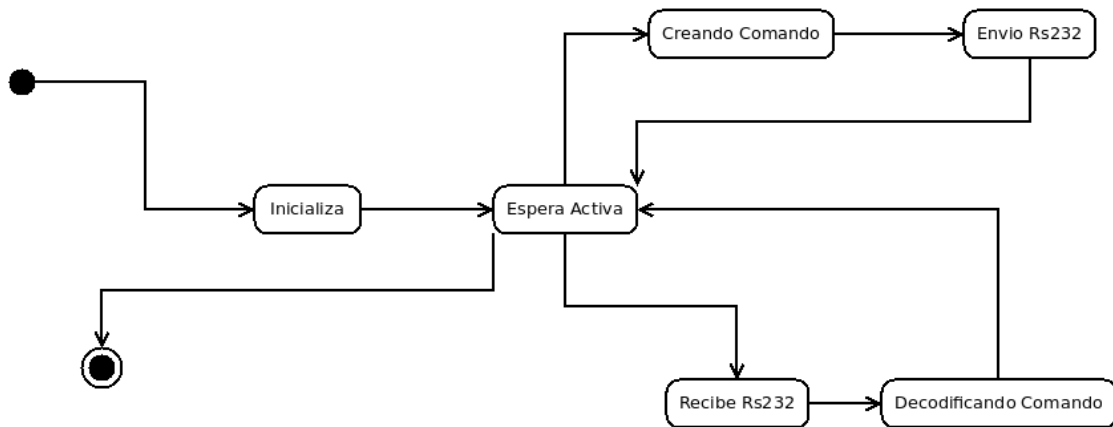 Creando Comando
Envio Rs232
Inicializa
Espera Activa
Recibe Rs232
Decodificando Comando